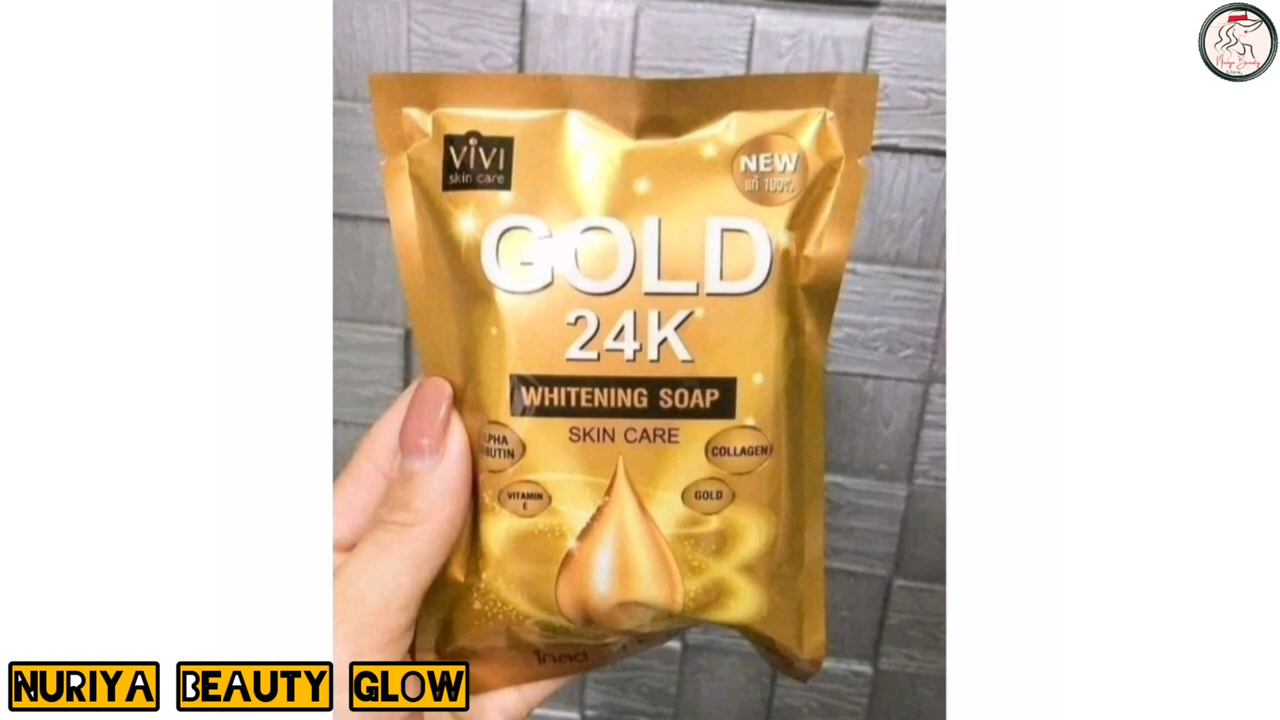 VIVI
skin care
NEW
แท้ 100%
GOLD
24K
WHITENING SOAP
SKIN CARE
COLLAGEN
VITAMIN
E
GOLD
NURIYA BEAUTY GLOW